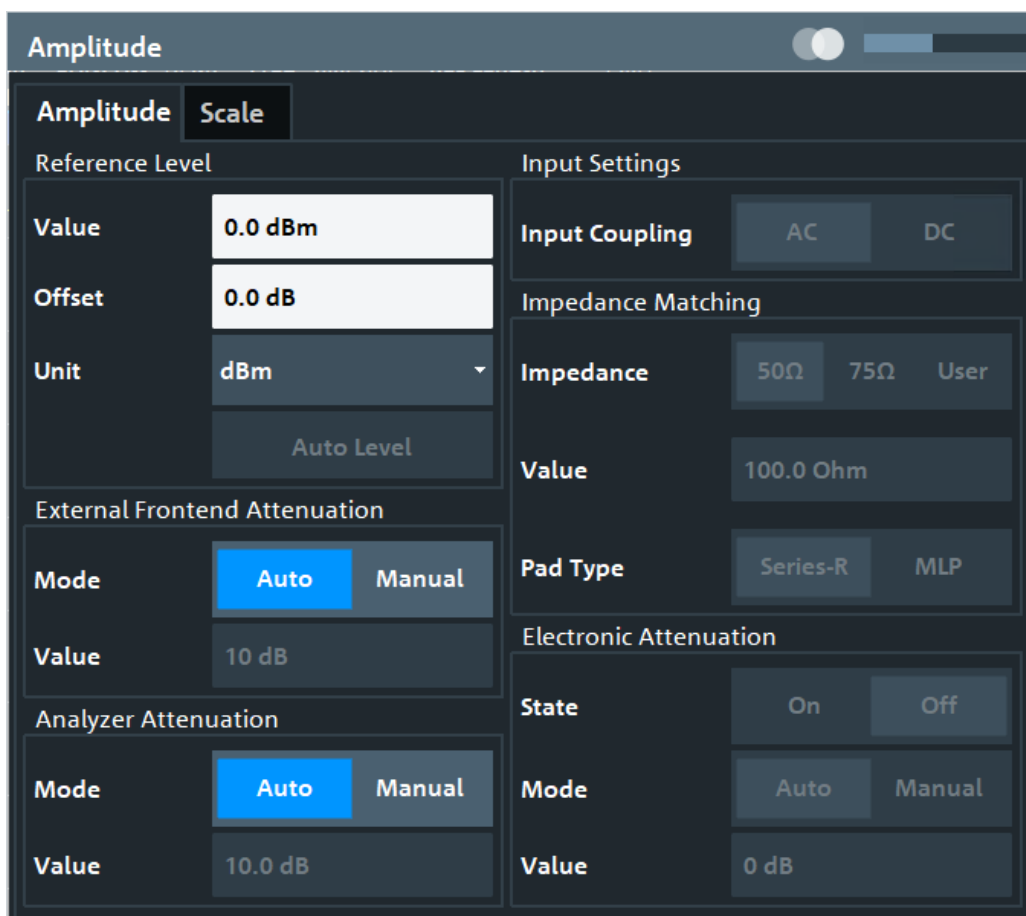 Amplitude
Amplitude Scale
Reference Level
Value 0.0 dBm
Offset 0.0 dB
Unit dBm
Auto Level
External Frontend Attenuation
Mode Auto Manual
Value 10 dB
Analyzer Attenuation
Mode Auto Manual
Value 10.0 dB
Input Settings
Input Coupling AC DC
Impedance Matching
Impedance 50Ω 75Ω User
Value 100.0 Ohm
Pad Type Series-R MLP
Electronic Attenuation
State On Off
Mode Auto Manual
Value 0 dB